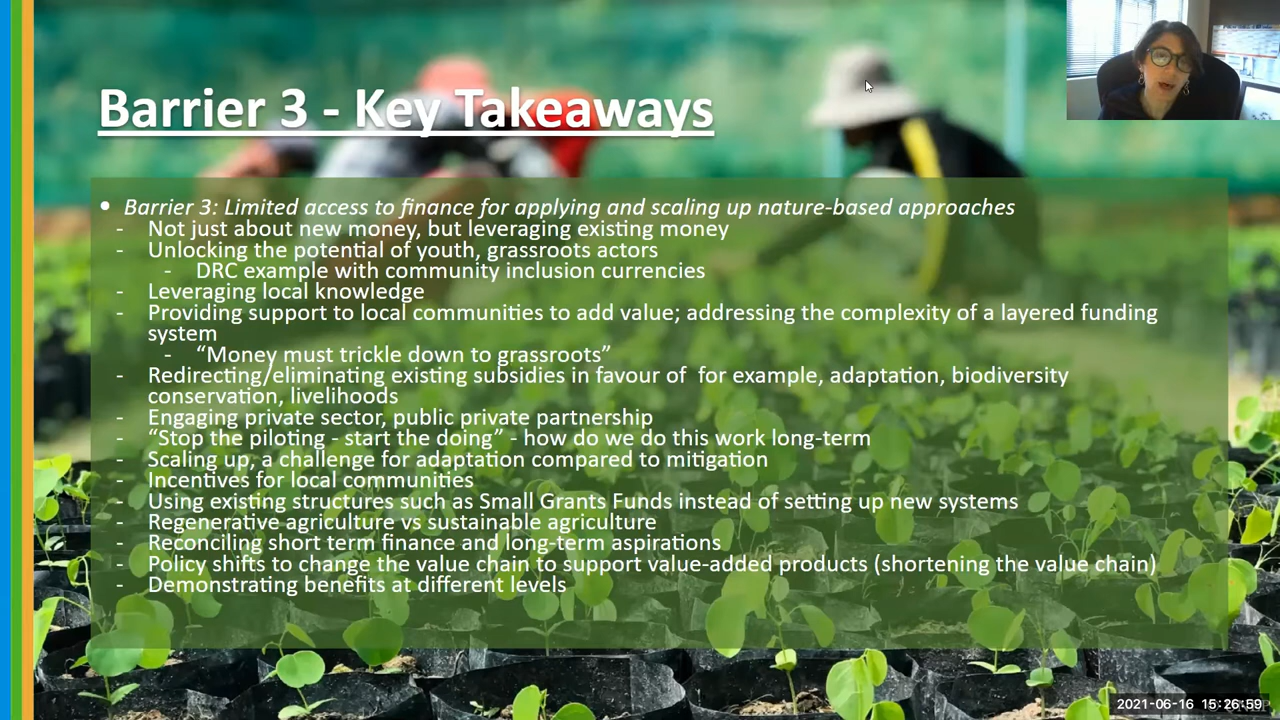 Barrier 3 - Key Takeaways
• Barrier 3: Limited access to finance for applying and scaling up nature-based approaches
- Not just about new money, but leveraging existing money
- Unlocking the potential of youth, grassroots actors
- DRC example with community inclusion currencies
- Leveraging local knowledge
- Providing support to local communities to add value; addressing the complexity of a layered funding
system
- “Money must trickle down to grassroots”
- Redirecting/eliminating existing subsidies in favour of  for example, adaptation, biodiversity
conservation, livelihoods
- Engaging private sector, public private partnership
- “Stop the piloting - start the doing” - how do we do this work long-term
- Scaling up, a challenge for adaptation compared to mitigation
- Incentives for local communities
- Using existing structures such as Small Grants Funds instead of setting up new systems
- Regenerative agriculture vs sustainable agriculture
- Reconciling short term finance and long-term aspirations
- Policy shifts to change the value chain to support value-added products (shortening the value chain)
- Demonstrating benefits at different levels
2021-06-16 15:26:59